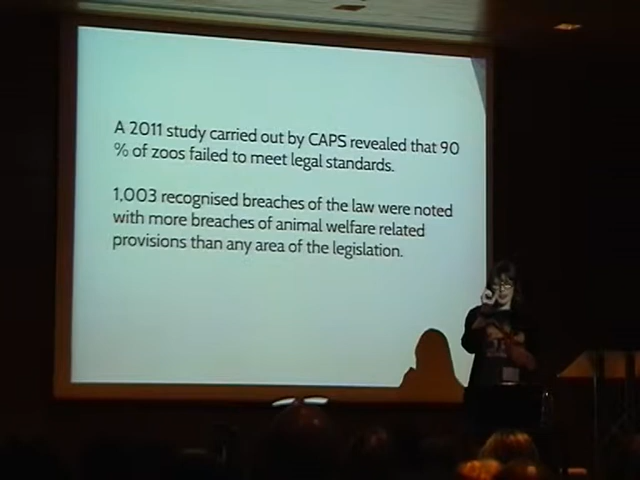 A 2011 study carried out by CAPS revealed that 90
% of zoos failed to meet legal standards.
1,003 recognised breaches of the law were noted
with more breaches of animal welfare related
provisions than any area of the legislation.